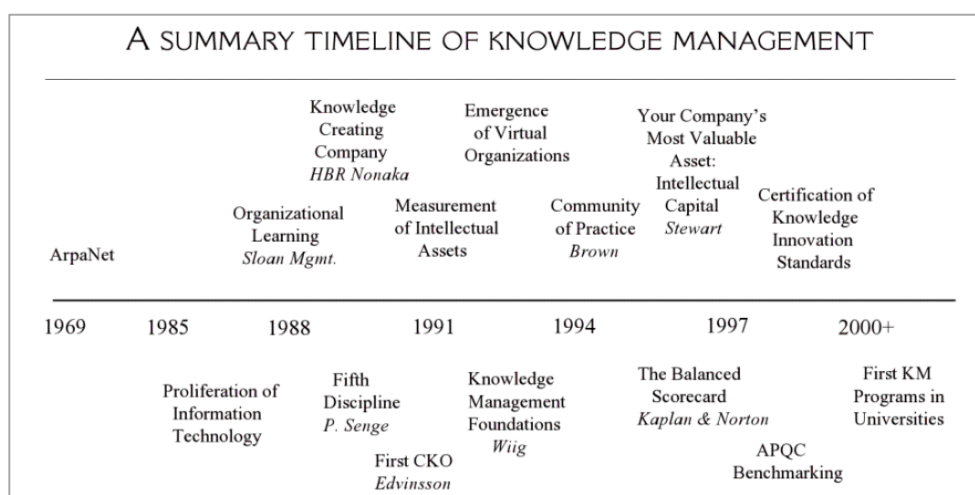 A SUMMARY TIMELINE OF KNOWLEDGE MANAGEMENT
Knowledge
Creating
Company
HBR Nonaka
Emergence
of Virtual
Organizations
Your Company's
Most Valuable
Asset:
Intellectual
Capital
Stewart
Organizational
Learning
Sloan Mgmt.
Measurement
of Intellectual
Assets
Community
of Practice
Brown
Certification of
Knowledge
Innovation
Standards
ArpaNet
1969 1985 1988 1991 1994 1997 2000+
Proliferation of
Information
Technology
Fifth
Discipline
P. Senge
First CKO
Edvinsson
Knowledge
Management
Foundations
Wiig
The Balanced
Scorecard
Kaplan & Norton
APQC
Benchmarking
First KM
Programs in
Universities